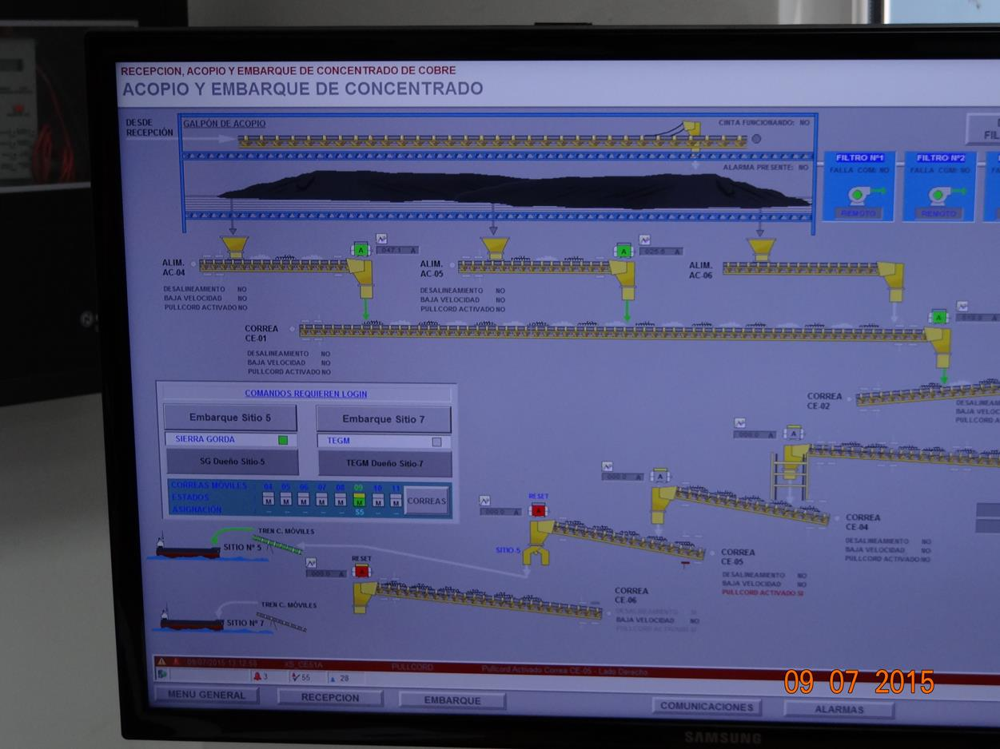 RECEPCION, ACOPIO Y EMBARQUE DE CONCENTRADO DE COBRE
ACOPIO Y EMBARQUE DE CONCENTRADO
DESDE RECEPCIÓN
GALPÓN DE ACOPIO
CINTA FUNCIONANDO: NO
ALARMA PRESENTE: NO
FILTRO Nº1
FALLA COM: NO
REMOTO
FILTRO Nº2
FALLA COM: NO
REMOTO
ALIM.
AC-04
A
047.1 A
DESALINEAMIENTO NO
BAJA VELOCIDAD NO
PULLCORD ACTIVADO NO
ALIM.
AC-05
A
DESALINEAMIENTO NO
BAJA VELOCIDAD NO
PULLCORD ACTIVADO NO
ALIM.
AC-06
CORREA
CE-01
A
DESALINEAMIENTO NO
BAJA VELOCIDAD NO
PULLCORD ACTIVADO NO
CORREA
CE-02
DESALINEAMIENTO
BAJA VELOC
PULLCORD A
COMANDOS REQUIEREN LOGIN
Embarque Sitio 5
Embarque Sitio 7
SIERRA GORDA
TEGM
SG Dueño Sitio-5
TEGM Dueño Sitio-7
CORREAS MÓVILES 04 05 06 07 08 09 10 11
ESTADOS M M M M M M M M
ASIGNACIÓN -- -- -- -- -- S5 -- --
CORREAS
000.0 A
A
000.0 A
A
CORREA
CE-04
DESALINEAMIENTO NO
BAJA VELOCIDAD NO
PULLCORD ACTIVADO NO
RESET
000.0 A
A
SITIO-5
CORREA
CE-05
DESALINEAMIENTO NO
BAJA VELOCIDAD NO
PULLCORD ACTIVADO SI
TREN C. MÓVILES
SITIO Nº 5
RESET
000.0 A
A
CORREA
CE-06
DESALINEAMIENTO SI
BAJA VELOCIDAD NO
PULLCORD ACTIVADO SI
TREN C. MÓVILES
SITIO Nº 7
09/07/2015 13:12:58 XS_CE51A PULLCORD Pullcord Activado Correa CE-05 - Lado Derecho
3 55 28
MENU GENERAL
RECEPCION
EMBARQUE
COMUNICACIONES
ALARMAS
SAMSUNG
09 07 2015